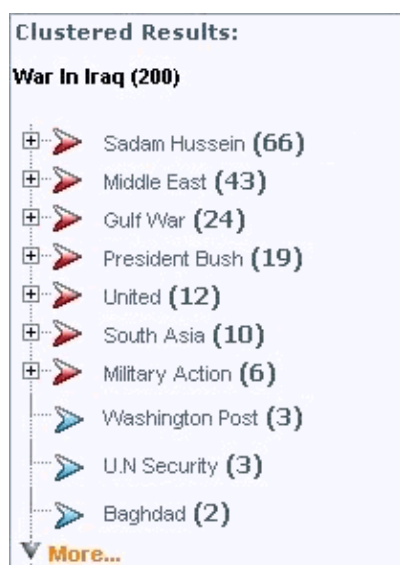 Clustered Results:
War In Iraq (200)
Sadam Hussein (66)
Middle East (43)
Gulf War (24)
President Bush (19)
United (12)
South Asia (10)
Military Action (6)
Washington Post (3)
U.N Security (3)
Baghdad (2)
More...